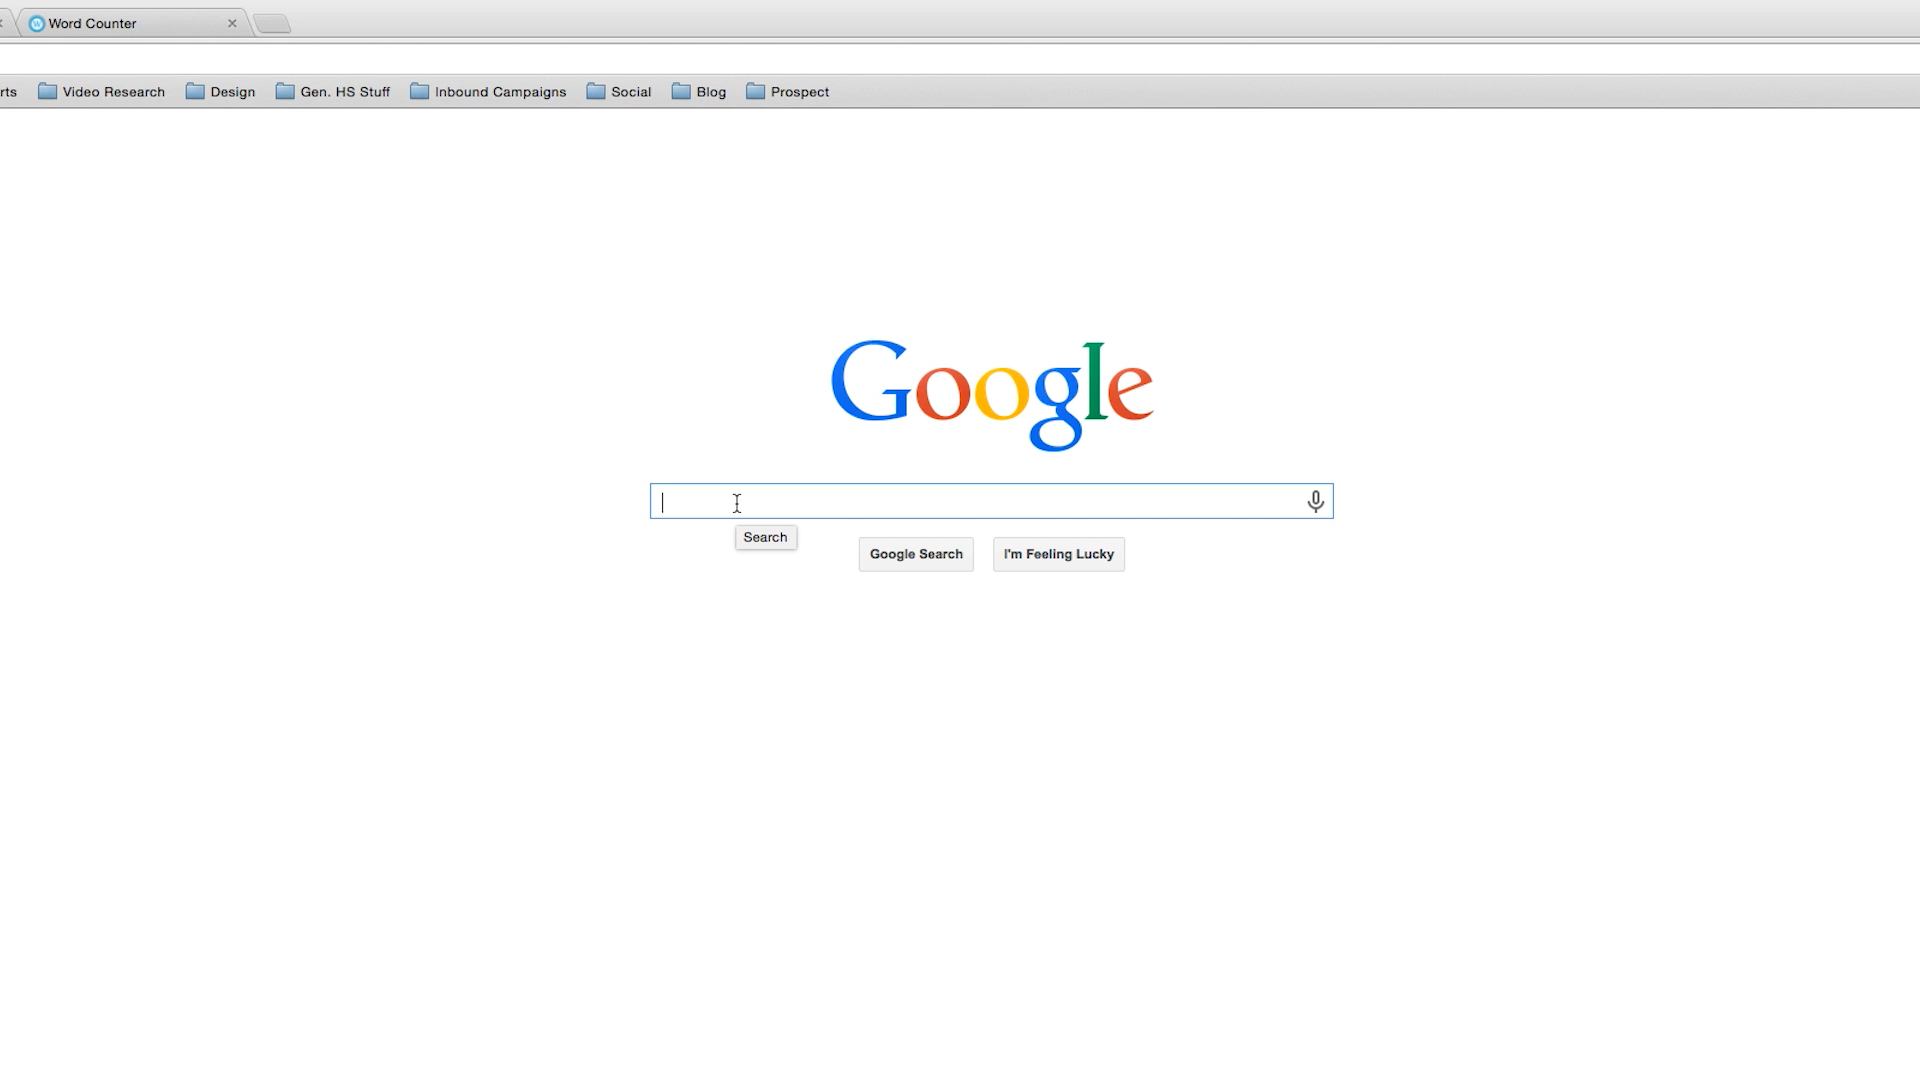 Word Counter
rts Video Research Design Gen. HS Stuff Inbound Campaigns Social Blog Prospect
Google
Search
Google Search I'm Feeling Lucky